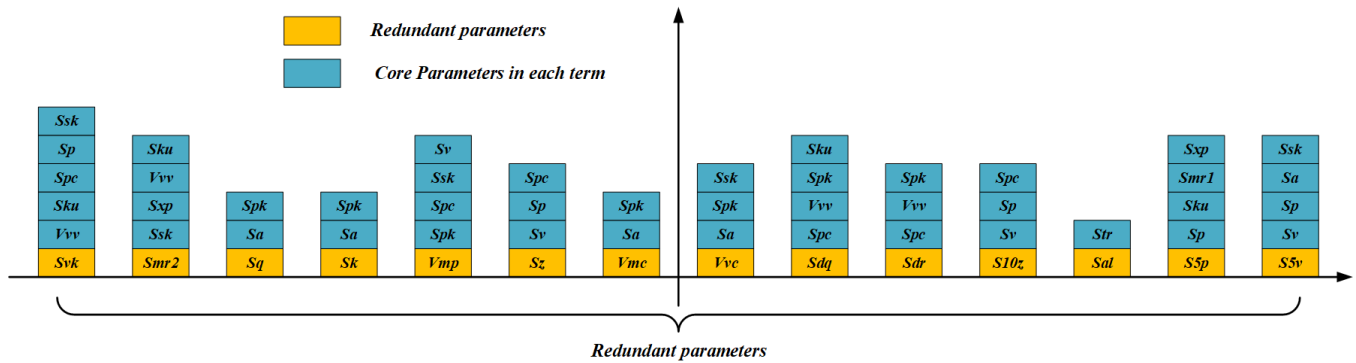 Redundant parameters
Core Parameters in each term
Ssk
Sp
Spc
Sku
Vvv
Svk
Sku
Vvv
Sxp
Ssk
Smr2
Spk
Sa
Sq
Spk
Sa
Sk
Sv
Ssk
Spc
Spk
Vmp
Spc
Sp
Sv
Sz
Spk
Sa
Vmc
Ssk
Spk
Sa
Vvc
Sku
Spk
Vvv
Spc
Sdq
Spk
Vvv
Spc
Sdr
Spc
Sp
Sv
S10z
Str
Sal
Sxp
Smr1
Sku
Sp
S5p
Ssk
Sa
Sp
Sv
S5v
Redundant parameters